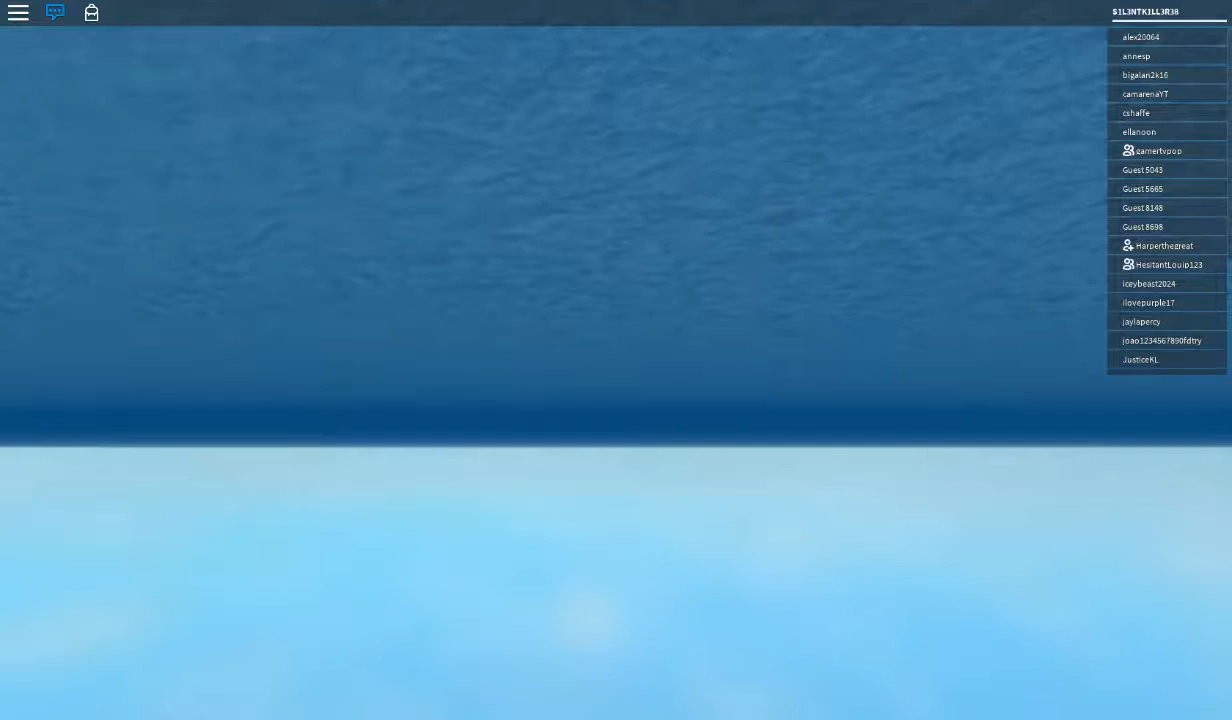 S1L3NTK1LL3R38
alex20064
annesp
bigalan2k16
camarenaYT
cshaffe
ellanoon
gamertvpop
Guest 5043
Guest 5665
Guest 8148
Guest 8698
Harperthegreat
HesitantLouip123
iceybeast2024
ilovepurple17
jaylapercy
joao1234567890fdtry
JusticeKL